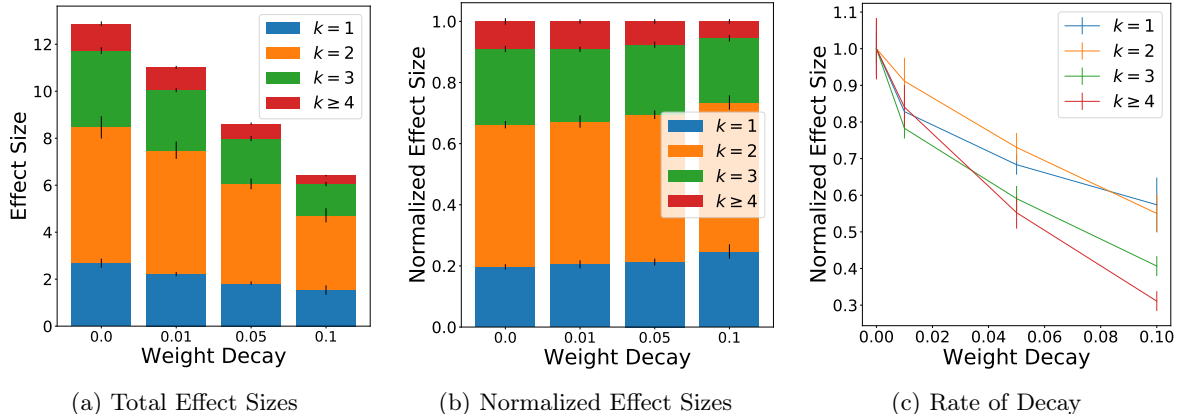 Effect Size
12
10
8
6
4
2
0
k = 1
k = 2
k = 3
k ≥ 4
0.0 0.01 0.05 0.1
Weight Decay
(a) Total Effect Sizes
Normalized Effect Size
1.0
0.8
0.6
0.4
0.2
0.0
k = 1
k = 2
k = 3
k ≥ 4
0.0 0.01 0.05 0.1
Weight Decay
(b) Normalized Effect Sizes
Normalized Effect Size
1.1
1.0
0.9
0.8
0.7
0.6
0.5
0.4
0.3
k = 1
k = 2
k = 3
k ≥ 4
0.00 0.02 0.04 0.06 0.08 0.10
Weight Decay
(c) Rate of Decay